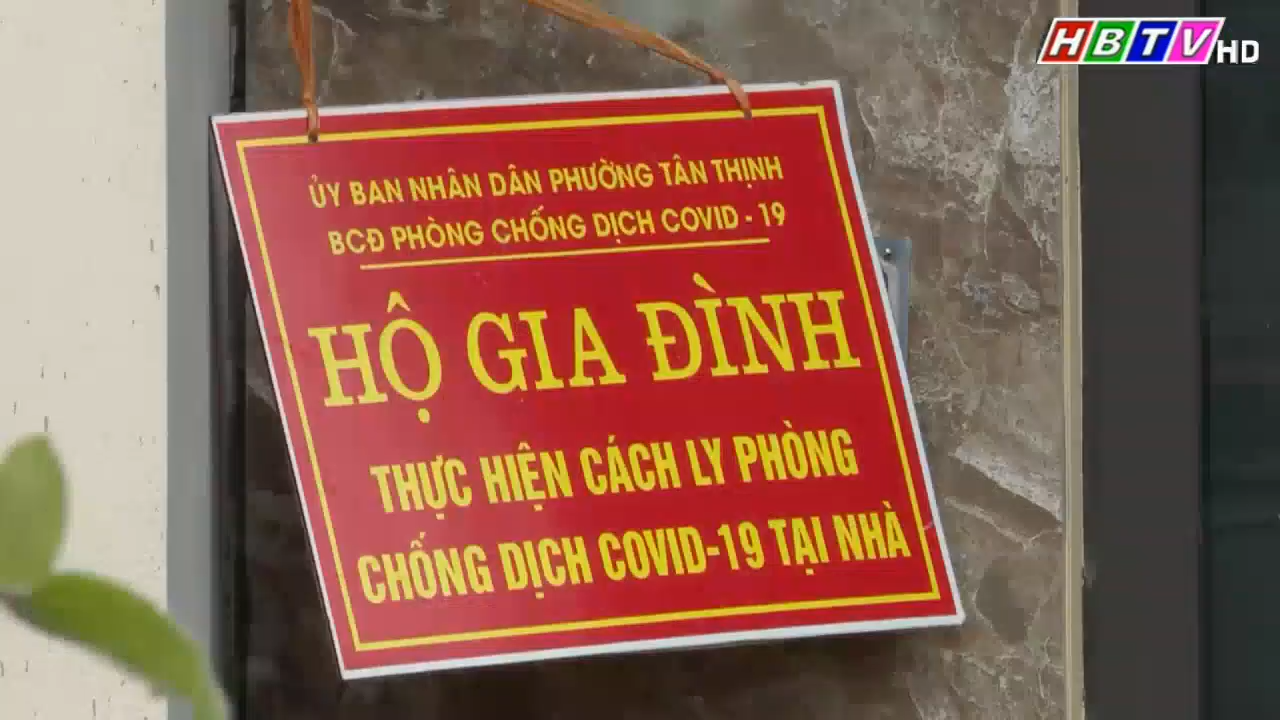 HBTV HD
ỦY BAN NHÂN DÂN PHƯỜNG TÂN THỊNH
BCĐ PHÒNG CHỐNG DỊCH COVID - 19
HỘ GIA ĐÌNH
THỰC HIỆN CÁCH LY PHÒNG
CHỐNG DỊCH COVID-19 TẠI NHÀ